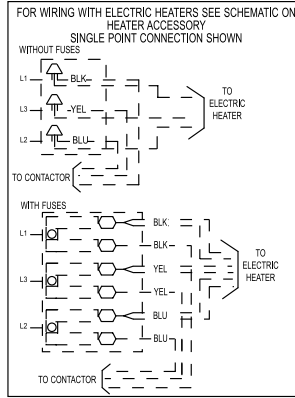 FOR WIRING WITH ELECTRIC HEATERS SEE SCHEMATIC ON
HEATER ACCESSORY
SINGLE POINT CONNECTION SHOWN
WITHOUT FUSES
L1
BLK
L3
YEL
L2
BLU
TO
ELECTRIC
HEATER
TO CONTACTOR
WITH FUSES
BLK
L1
BLK
YEL
L3
YEL
BLU
L2
BLU
TO
ELECTRIC
HEATER
TO CONTACTOR